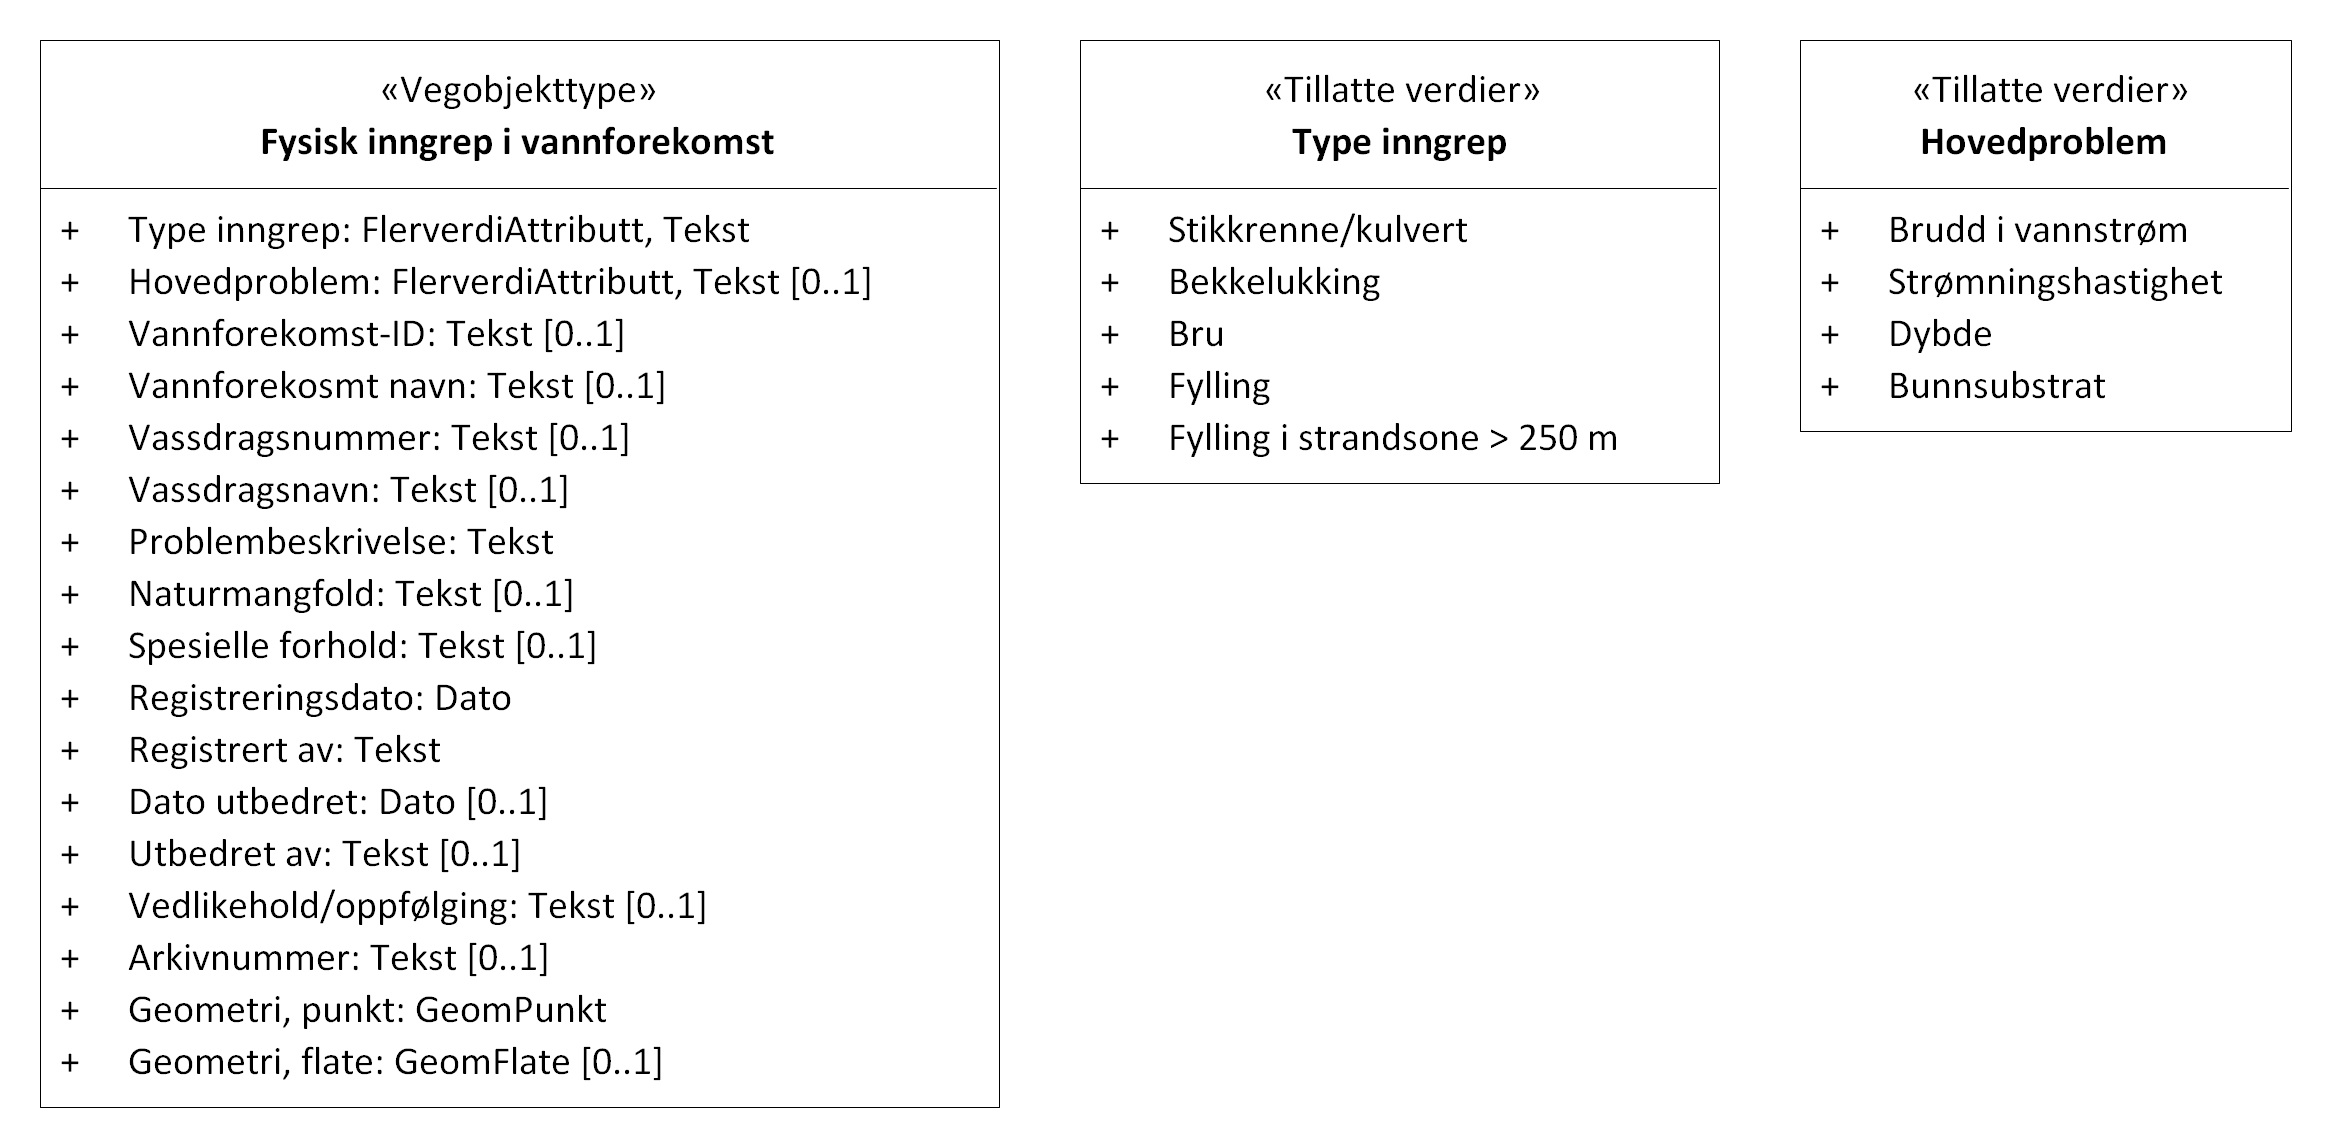 «Vegobjekttype»
Fysisk inngrep i vannforekomst
+ Type inngrep: FlerverdiAttributt, Tekst
+ Hovedproblem: FlerverdiAttributt, Tekst [0..1]
+ Vannforekomst-ID: Tekst [0..1]
+ Vannforekosmt navn: Tekst [0..1]
+ Vassdragsnummer: Tekst [0..1]
+ Vassdragsnavn: Tekst [0..1]
+ Problembeskrivelse: Tekst
+ Naturmangfold: Tekst [0..1]
+ Spesielle forhold: Tekst [0..1]
+ Registreringsdato: Dato
+ Registrert av: Tekst
+ Dato utbedret: Dato [0..1]
+ Utbedret av: Tekst [0..1]
+ Vedlikehold/oppfølging: Tekst [0..1]
+ Arkivnummer: Tekst [0..1]
+ Geometri, punkt: GeomPunkt
+ Geometri, flate: GeomFlate [0..1]
«Tillatte verdier»
Type inngrep
+ Stikkrenne/kulvert
+ Bekkelukking
+ Bru
+ Fylling
+ Fylling i strandsone > 250 m
«Tillatte verdier»
Hovedproblem
+ Brudd i vannstrøm
+ Strømningshastighet
+ Dybde
+ Bunnsubstrat